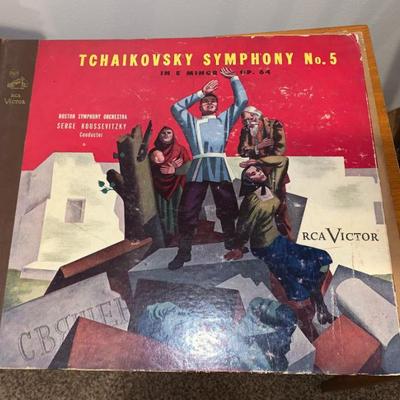 TCHAIKOVSKY SYMPHONY No. 5
IN E MINOR OP. 64
RCA
VICTOR
BOSTON SYMPHONY ORCHESTRA
SERGE KOUSSEVITZKY
Conductor
RCA VICTOR